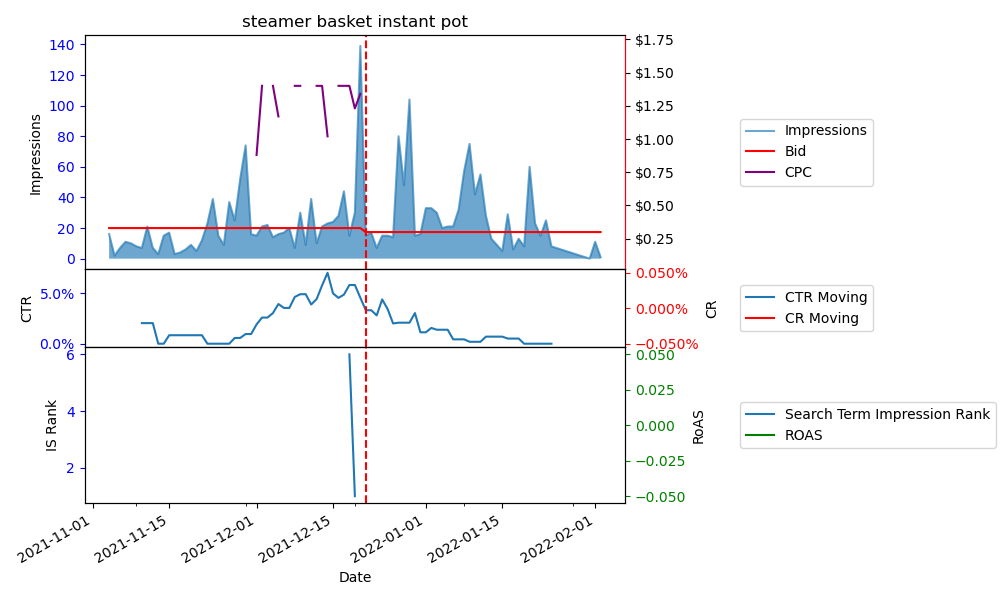 steamer basket instant pot
Impressions
140
120
100
80
60
40
20
0
$1.75
$1.50
$1.25
$1.00
$0.75
$0.50
$0.25
Impressions
Bid
CPC
CTR
5.0%
0.0%
0.050%
0.000%
−0.050%
CR
CTR Moving
CR Moving
IS Rank
6
4
2
0.050
0.025
0.000
−0.025
−0.050
RoAS
Search Term Impression Rank
ROAS
2021-11-01
2021-11-15
2021-12-01
2021-12-15
2022-01-01
2022-01-15
2022-02-01
Date